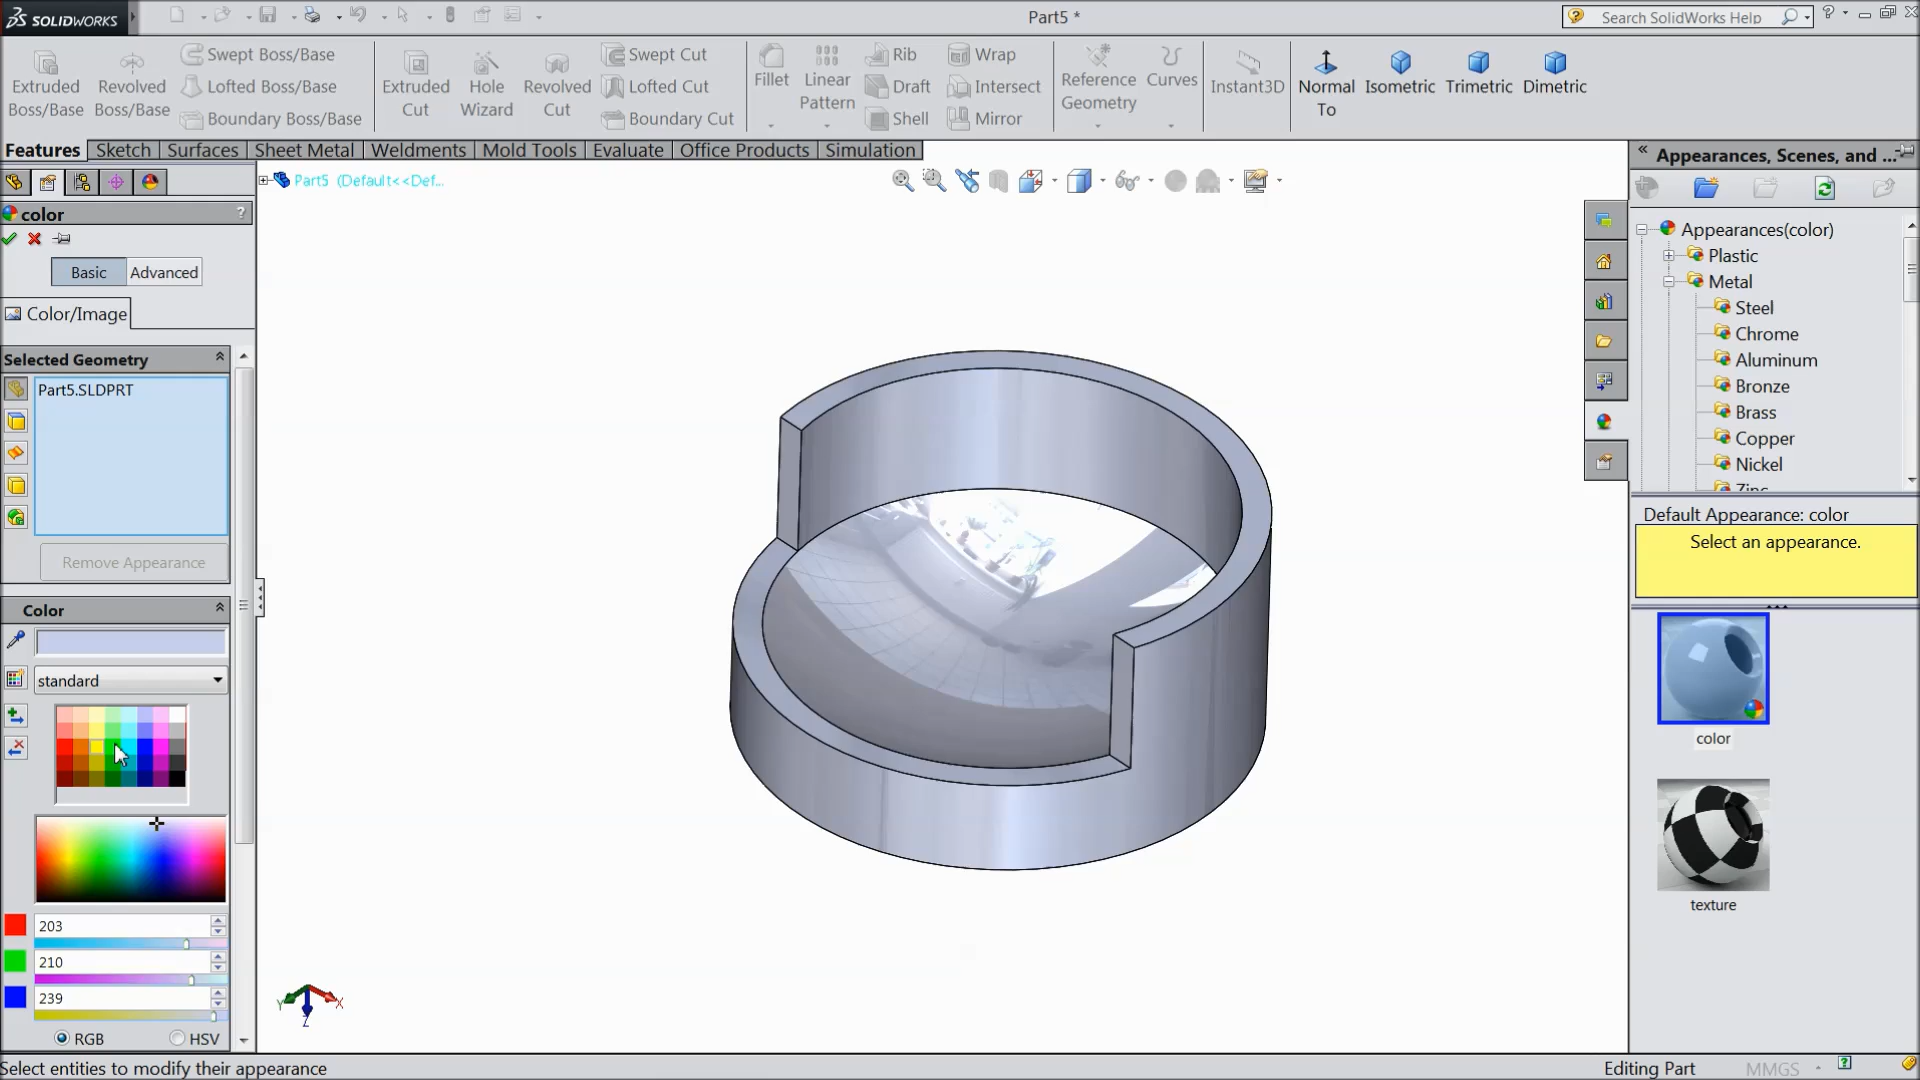 SOLIDWORKS
Part5 *
Search SolidWorks Help
Extruded Boss/Base
Revolved Boss/Base
Swept Boss/Base
Lofted Boss/Base
Boundary Boss/Base
Extruded Cut
Hole Wizard
Revolved Cut
Swept Cut
Lofted Cut
Boundary Cut
Fillet
Linear Pattern
Rib
Draft
Shell
Wrap
Intersect
Mirror
Reference Geometry
Curves
Instant3D
Normal To
Isometric
Trimetric
Dimetric
Features
Sketch
Surfaces
Sheet Metal
Weldments
Mold Tools
Evaluate
Office Products
Simulation
Part5 (Default<<Def...
color
?
Basic
Advanced
Color/Image
Selected Geometry
Part5.SLDPRT
Remove Appearance
Color
standard
203
210
239
RGB
HSV
Y
X
Z
Appearances, Scenes, and ...
Appearances(color)
Plastic
Metal
Steel
Chrome
Aluminum
Bronze
Brass
Copper
Nickel
Zinc
Default Appearance: color
Select an appearance.
color
texture
Select entities to modify their appearance
Editing Part
MMGS